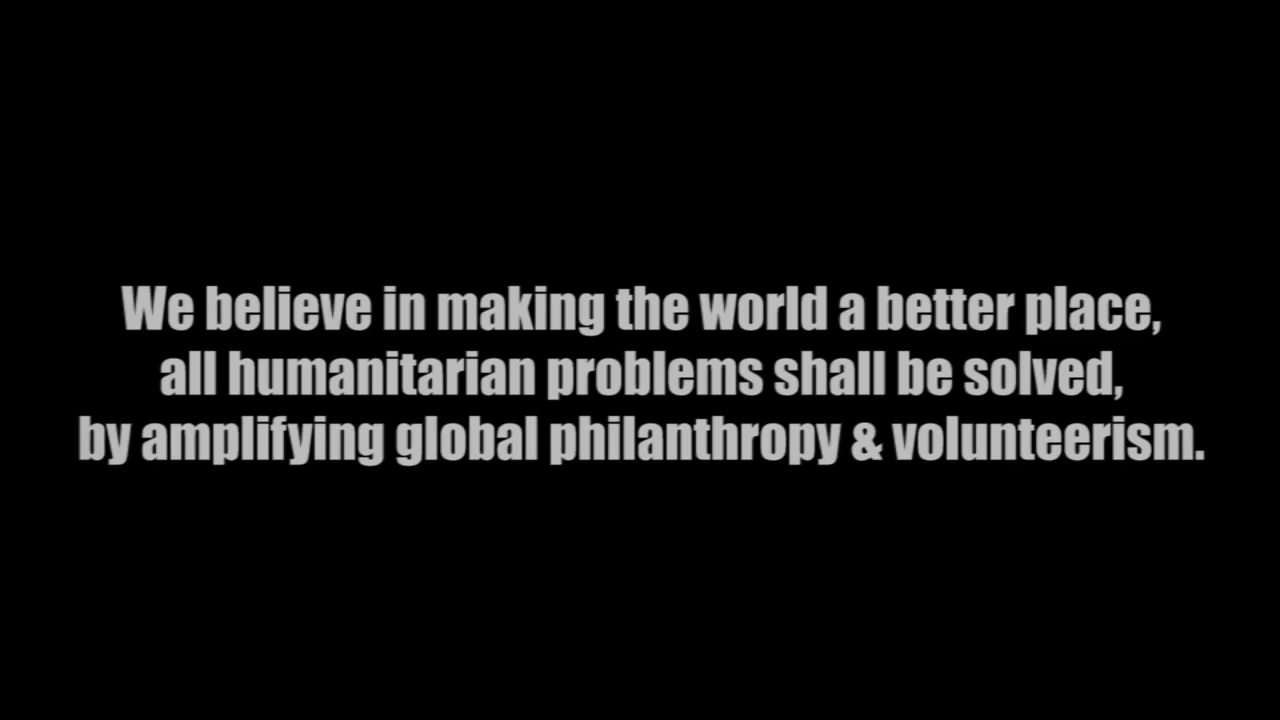 We believe in making the world a better place,
all humanitarian problems shall be solved,
by amplifying global philanthropy & volunteerism.